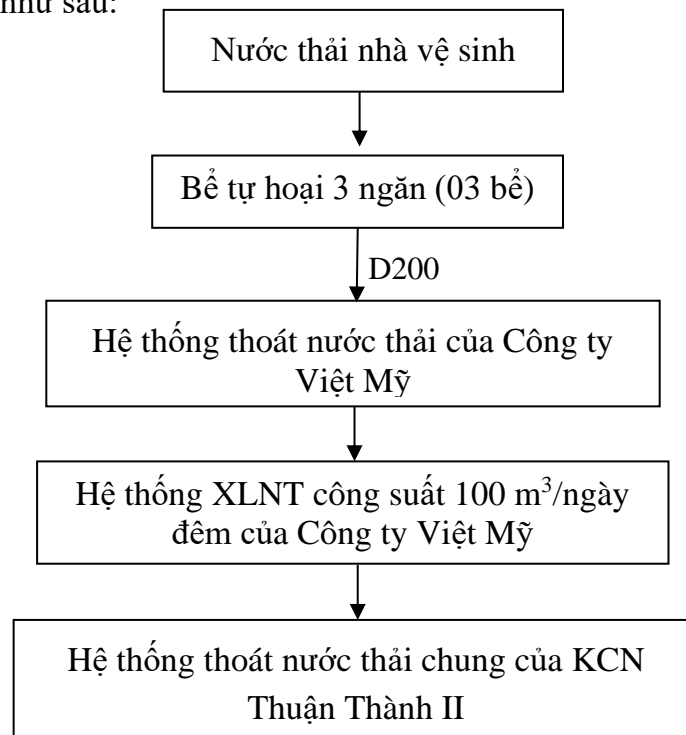 như sau:
Nước thải nhà vệ sinh
Bể tự hoại 3 ngăn (03 bể)
D200
Hệ thống thoát nước thải của Công ty
Việt Mỹ
Hệ thống XLNT công suất 100 m³/ngày
đêm của Công ty Việt Mỹ
Hệ thống thoát nước thải chung của KCN
Thuận Thành II